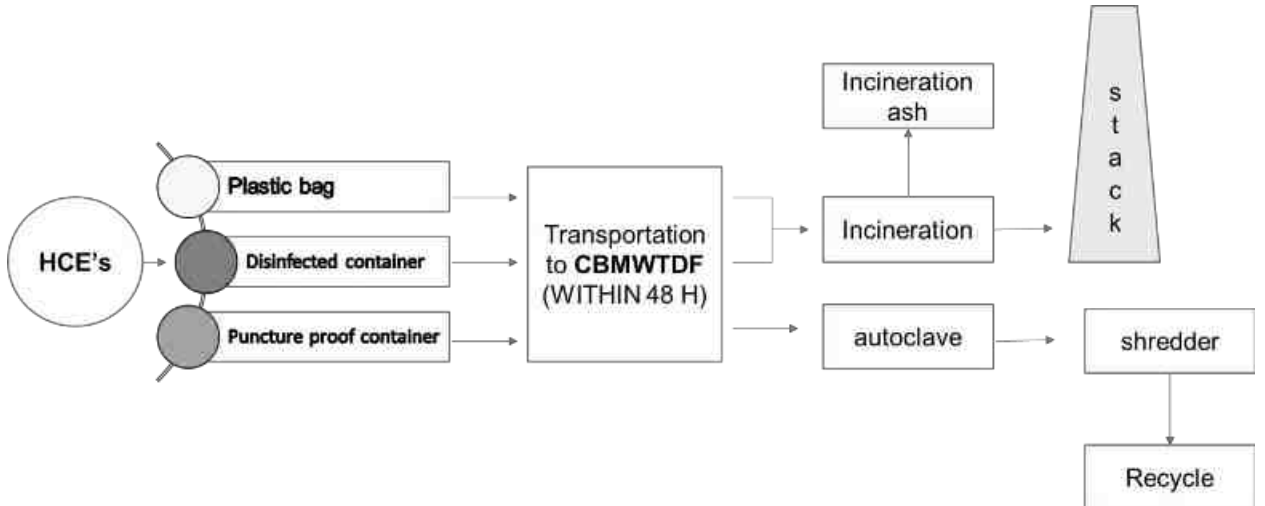 HCE's
Plastic bag
Disinfected container
Puncture proof container
Transportation
to CBMWTDF
(WITHIN 48 H)
Incineration
ash
Incineration
stack
autoclave
shredder
Recycle